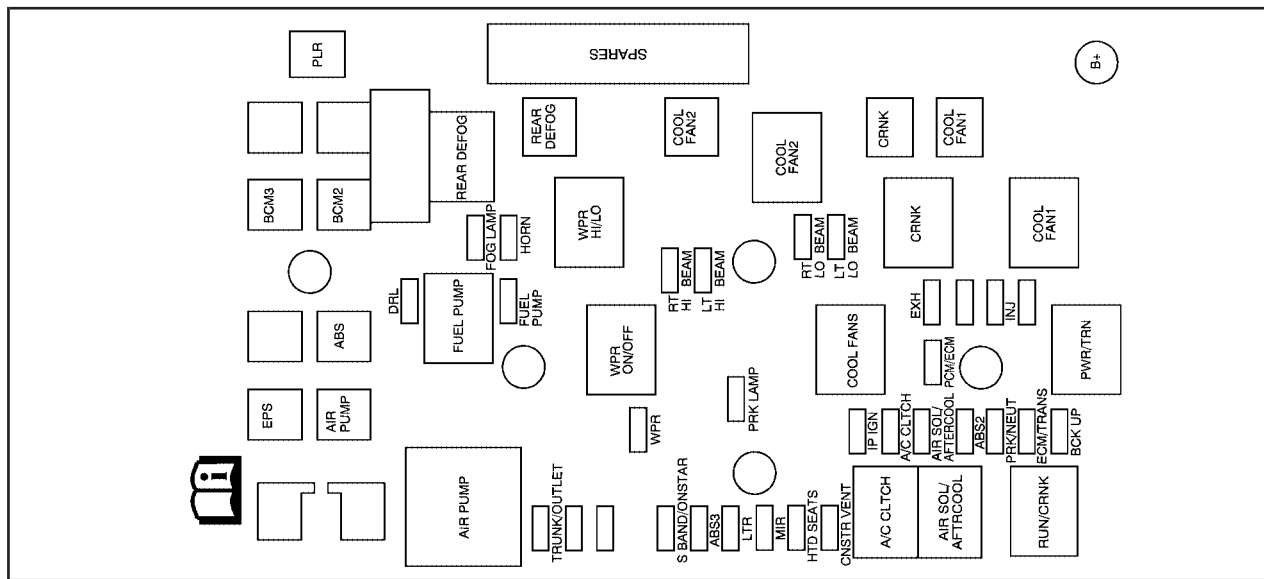 PLR
SPARES
B+
REAR
DEFOG
COOL
FAN2
COOL
FAN2
CRNK
COOL
FAN1
BCM3
BCM2
REAR DEFOG
FOG LAMP
HORN
WPR
HI/LO
RT
HI BEAM
LT
HI BEAM
RT
LO BEAM
LT
LO BEAM
CRNK
COOL
FAN1
DRL
FUEL PUMP
FUEL
PUMP
ABS
WPR
ON/OFF
COOL FANS
EXH
INJ
PCM/ECM
PWR/TRN
EPS
AIR
PUMP
WPR
PRK LAMP
IP IGN
A/C CLTCH
AIR SOL/
AFTERCOOL
ABS2
PRK/NEUT
ECM/TRANS
BCK UP
i
AIR PUMP
TRUNK/OUTLET
S BAND/ONSTAR
ABS3
LTR
MIR
HTD SEATS
CNSTR VENT
A/C CLTCH
AIR SOL/
AFTRCOOL
RUN/CRNK